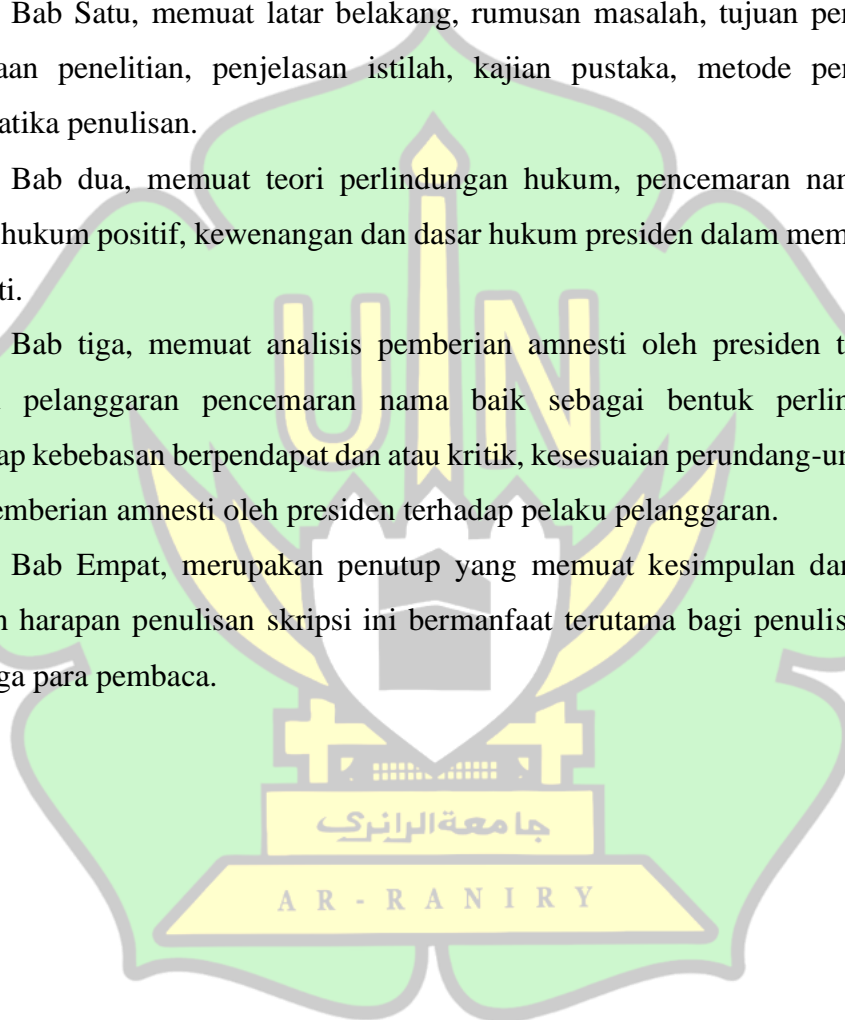 Bab Satu, memuat latar belakang, rumusan masalah, tujuan pen
aan penelitian, penjelasan istilah, kajian pustaka, metode pen
atika penulisan.
Bab dua, memuat teori perlindungan hukum, pencemaran nam
hukum positif, kewenangan dan dasar hukum presiden dalam mem
ti.
Bab tiga, memuat analisis pemberian amnesti oleh presiden t
pelanggaran pencemaran nama baik sebagai bentuk perlin
ap kebebasan berpendapat dan atau kritik, kesesuaian perundang-un
emberian amnesti oleh presiden terhadap pelaku pelanggaran.
Bab Empat, merupakan penutup yang memuat kesimpulan dan
n harapan penulisan skripsi ini bermanfaat terutama bagi penulis
ga para pembaca.
UIN
جامعةالرانري
AR-RANIRY